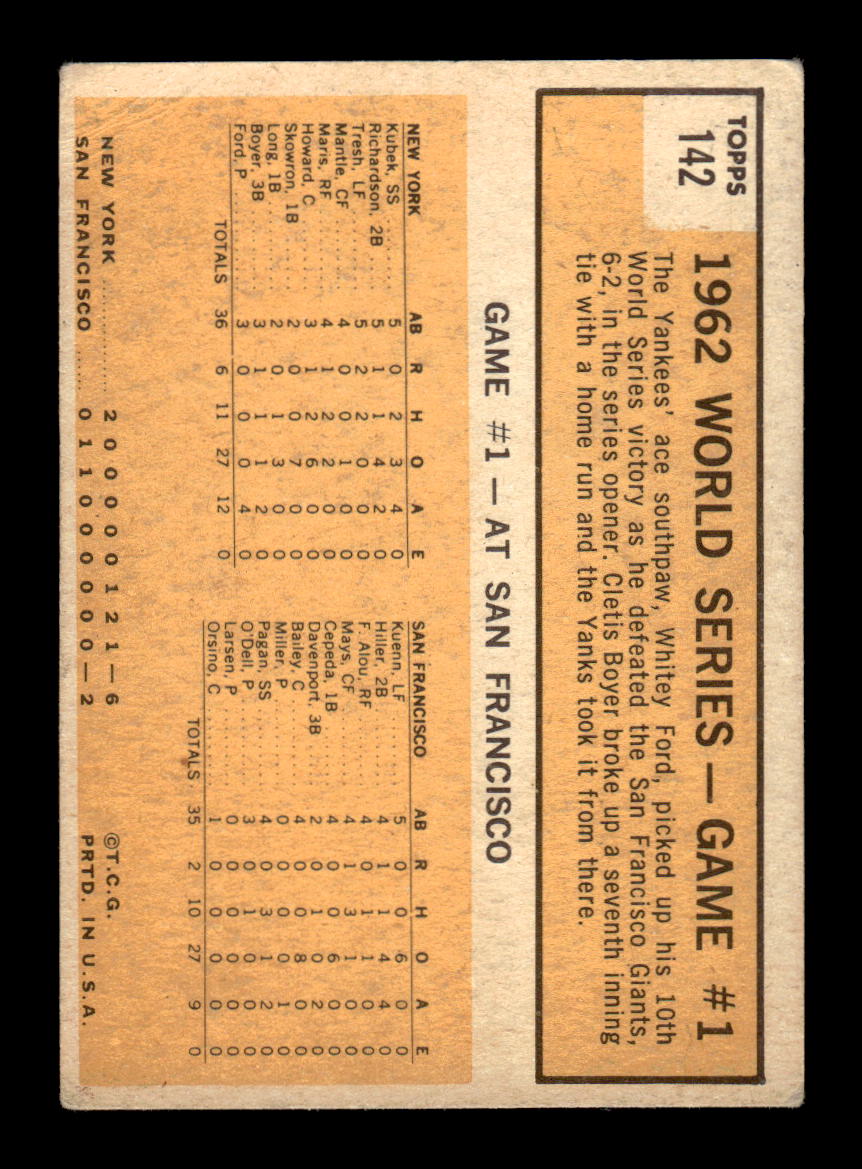 TOPPS
142
1962 WORLD SERIES — GAME #1
The Yankees' ace southpaw, Whitey Ford, picked up his 10th
World Series victory as he defeated the San Francisco Giants,
6-2, in the series opener. Cletis Boyer broke up a seventh inning
tie with a home run and the Yanks took it from there.
GAME #1 — AT SAN FRANCISCO
NEW YORK AB R H O A E
Kubek, SS 5 0 2 3 4 0
Richardson, 2B 5 1 1 4 2 0
Tresh, LF 5 2 2 0 0 0
Mantle, CF 4 0 0 1 0 0
Maris, RF 4 1 2 2 0 0
Howard, C 3 1 2 6 0 0
Skowron, 1B 2 0 0 7 0 0
Long, 1B 2 0 1 3 0 0
Boyer, 3B 3 1 1 1 2 0
Ford, P 3 0 0 0 4 0
TOTALS 36 6 11 27 12 0
SAN FRANCISCO AB R H O A E
Kuenn, LF 5 0 0 6 0 0
Hiller, 2B 4 1 1 4 4 0
F. Alou, RF 4 0 1 1 0 0
Mays, CF 4 1 3 1 0 0
Cepeda, 1B 4 0 0 6 0 0
Davenport, 3B 2 0 1 0 2 0
Bailey, C 4 0 0 8 0 0
Miller, P 0 0 0 0 1 0
Pagan, SS 4 0 3 1 2 0
O'Dell, P 3 0 1 0 0 0
Larsen, P 0 0 0 0 0 0
Orsino, C 1 0 0 0 0 0
TOTALS 35 2 10 27 9 0
NEW YORK 2 0 0 0 0 0 1 2 1 — 6
SAN FRANCISCO 0 1 1 0 0 0 0 0 0 — 2
©T.C.G.
PRTD. IN U.S.A.